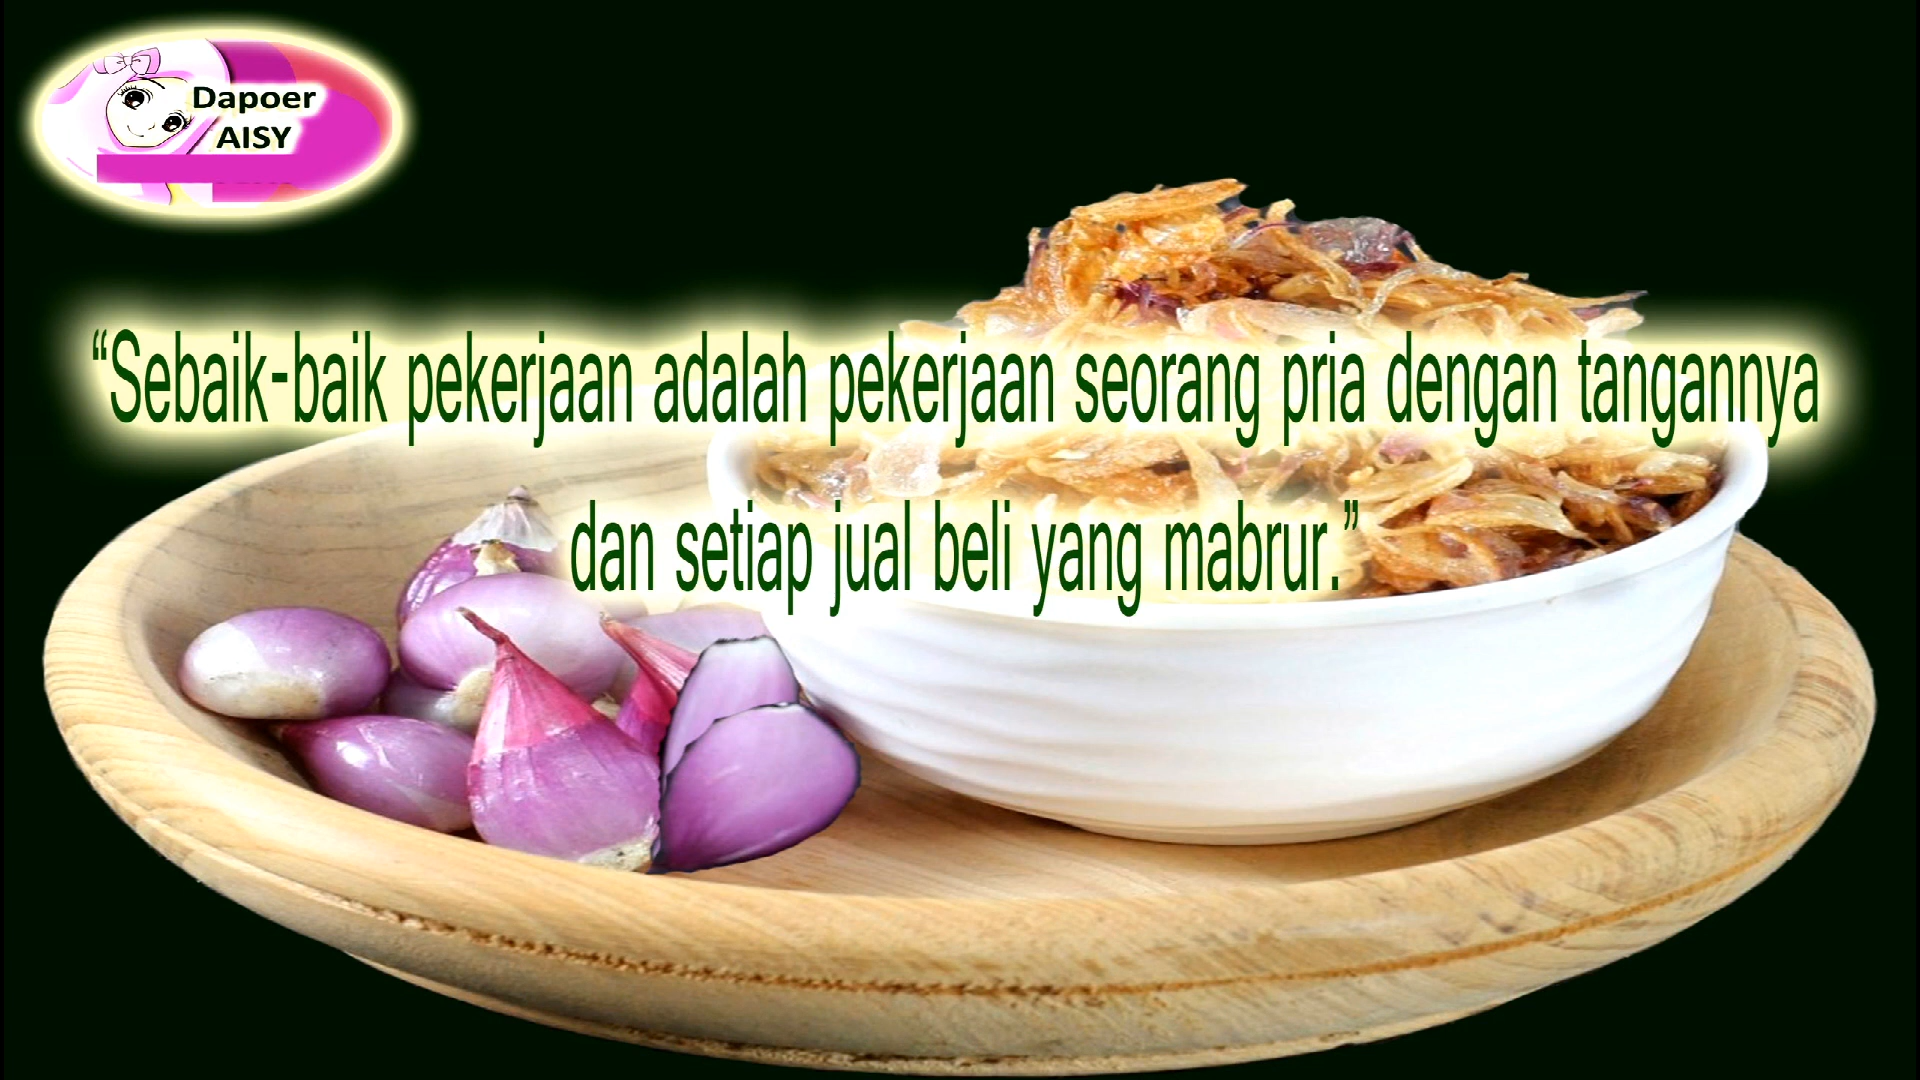 Dapoer
AISY
“Sebaik-baik pekerjaan adalah pekerjaan seorang pria dengan tangannya
dan setiap jual beli yang mabrur.”